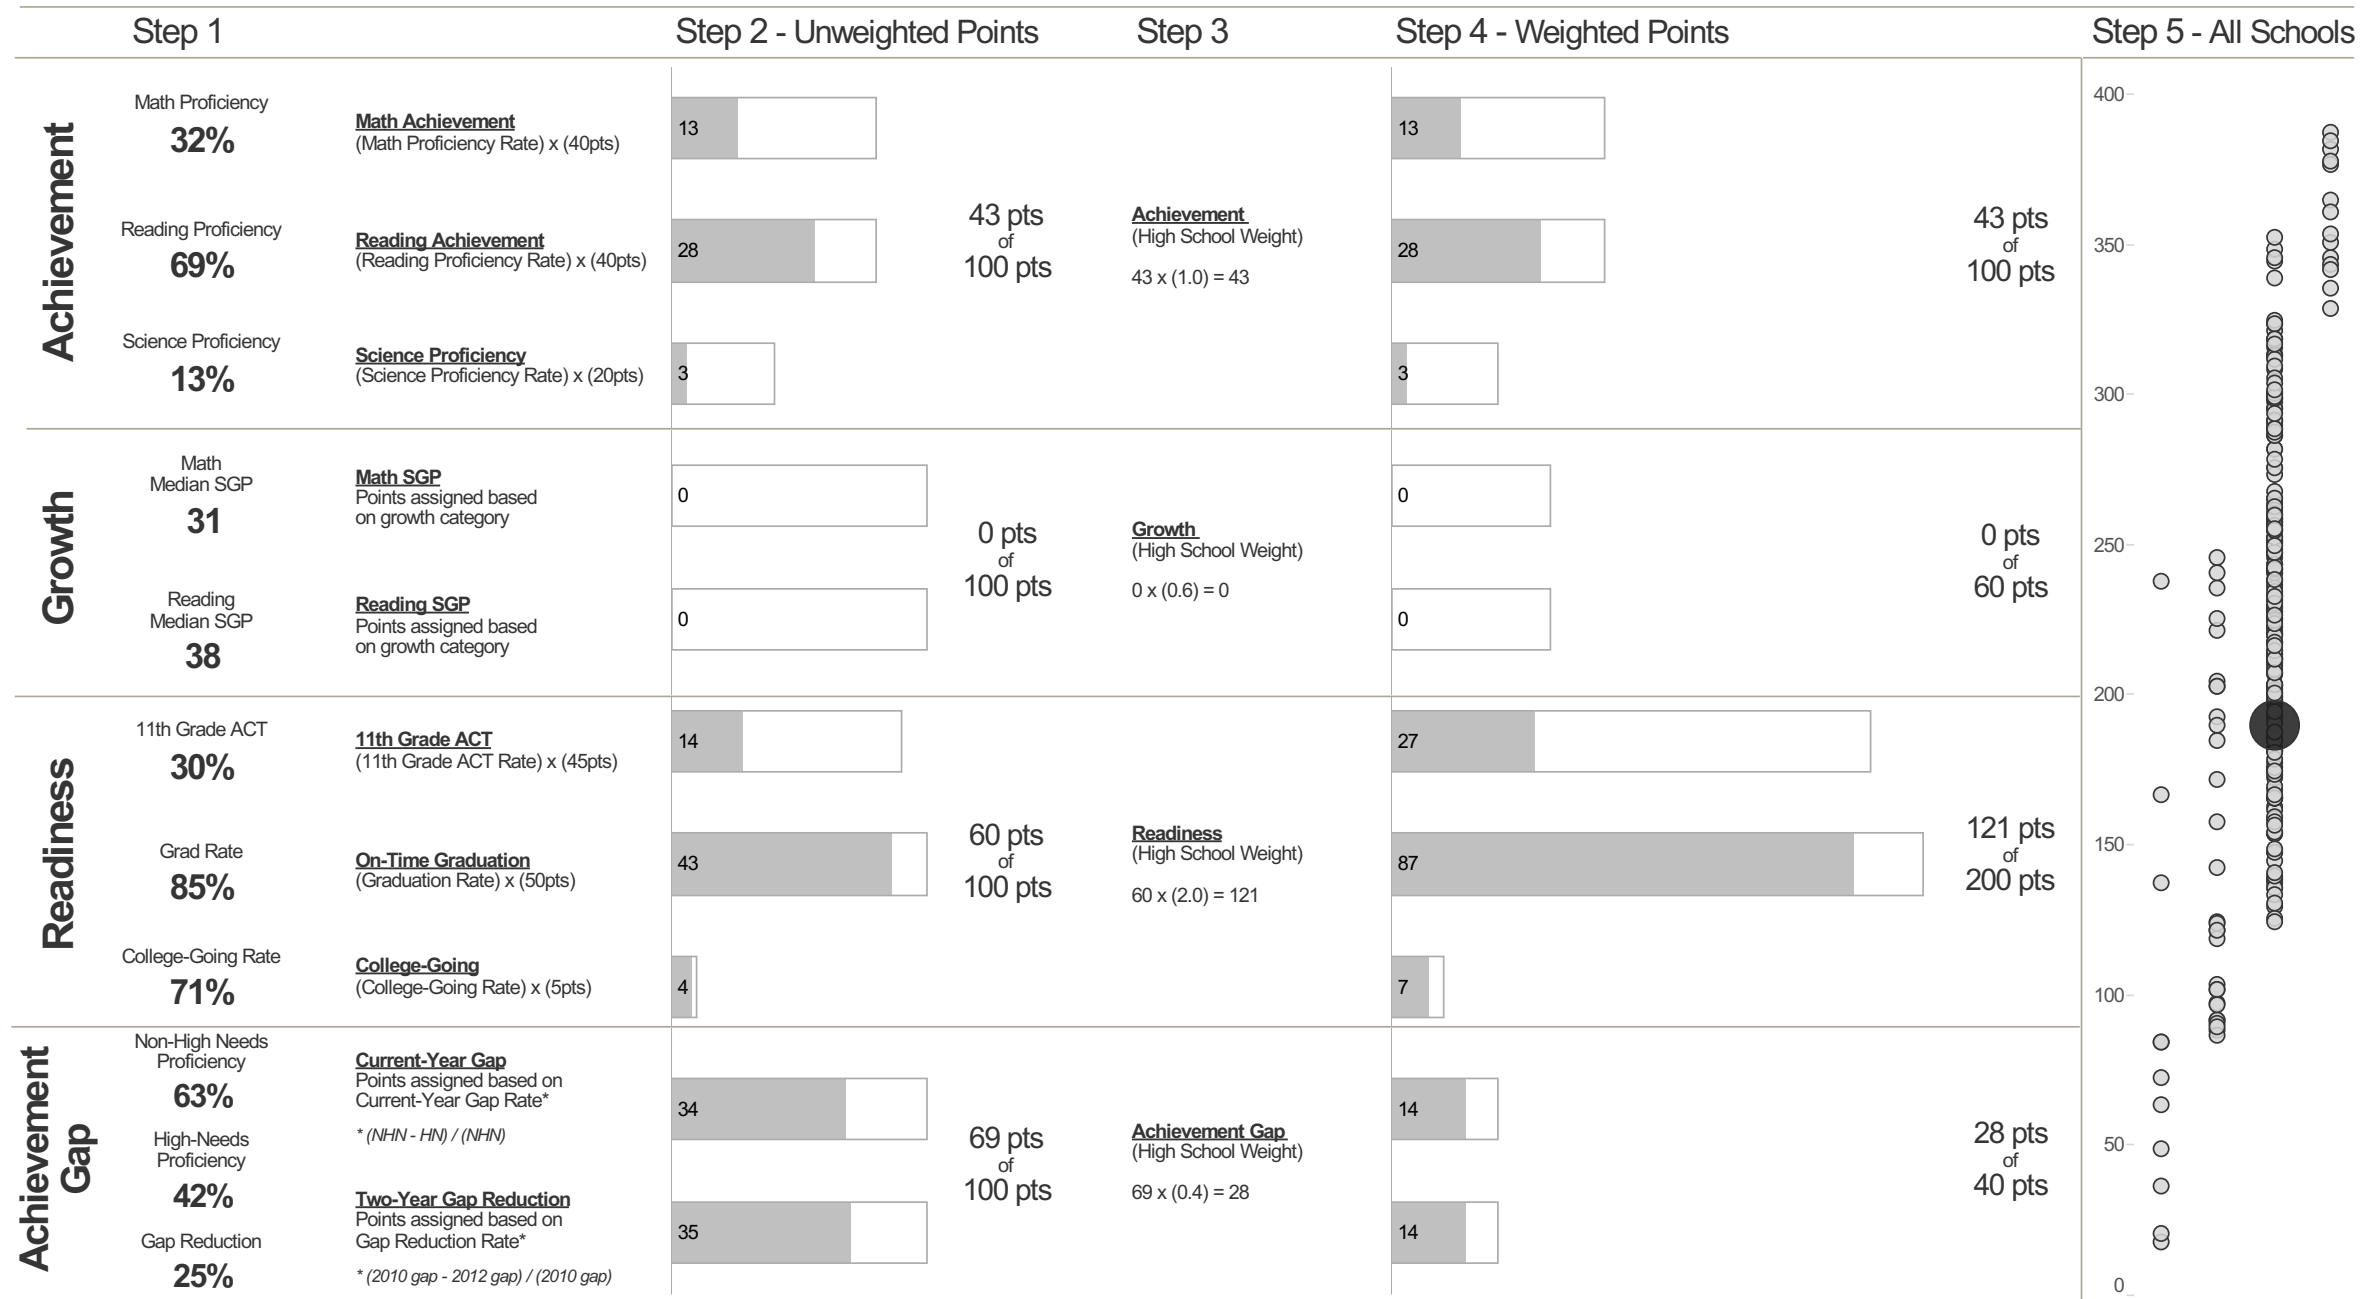 Step 1
Step 2 - Unweighted Points
Step 3
Step 4 - Weighted Points
Step 5 - All Schools
Achievement
Math Proficiency
32%
Math Achievement
(Math Proficiency Rate) x (40pts)
13
13
Reading Proficiency
69%
Reading Achievement
(Reading Proficiency Rate) x (40pts)
28
43 pts
of
100 pts
Achievement
(High School Weight)
43 x (1.0) = 43
28
43 pts
of
100 pts
Science Proficiency
13%
Science Proficiency
(Science Proficiency Rate) x (20pts)
3
3
Growth
Math
Median SGP
31
Math SGP
Points assigned based
on growth category
0
0 pts
of
100 pts
Growth
(High School Weight)
0 x (0.6) = 0
0
0 pts
of
60 pts
Reading
Median SGP
38
Reading SGP
Points assigned based
on growth category
0
0
Readiness
11th Grade ACT
30%
11th Grade ACT
(11th Grade ACT Rate) x (45pts)
14
27
Grad Rate
85%
On-Time Graduation
(Graduation Rate) x (50pts)
43
60 pts
of
100 pts
Readiness
(High School Weight)
60 x (2.0) = 121
87
121 pts
of
200 pts
College-Going Rate
71%
College-Going
(College-Going Rate) x (5pts)
4
7
Achievement
Gap
Non-High Needs
Proficiency
63%
High-Needs
Proficiency
42%
Gap Reduction
25%
Current-Year Gap
Points assigned based on
Current-Year Gap Rate*
* (NHN - HN) / (NHN)
Two-Year Gap Reduction
Points assigned based on
Gap Reduction Rate*
* (2010 gap - 2012 gap) / (2010 gap)
34
35
69 pts
of
100 pts
Achievement Gap
(High School Weight)
69 x (0.4) = 28
14
14
28 pts
of
40 pts
400
350
300
250
200
150
100
50
0